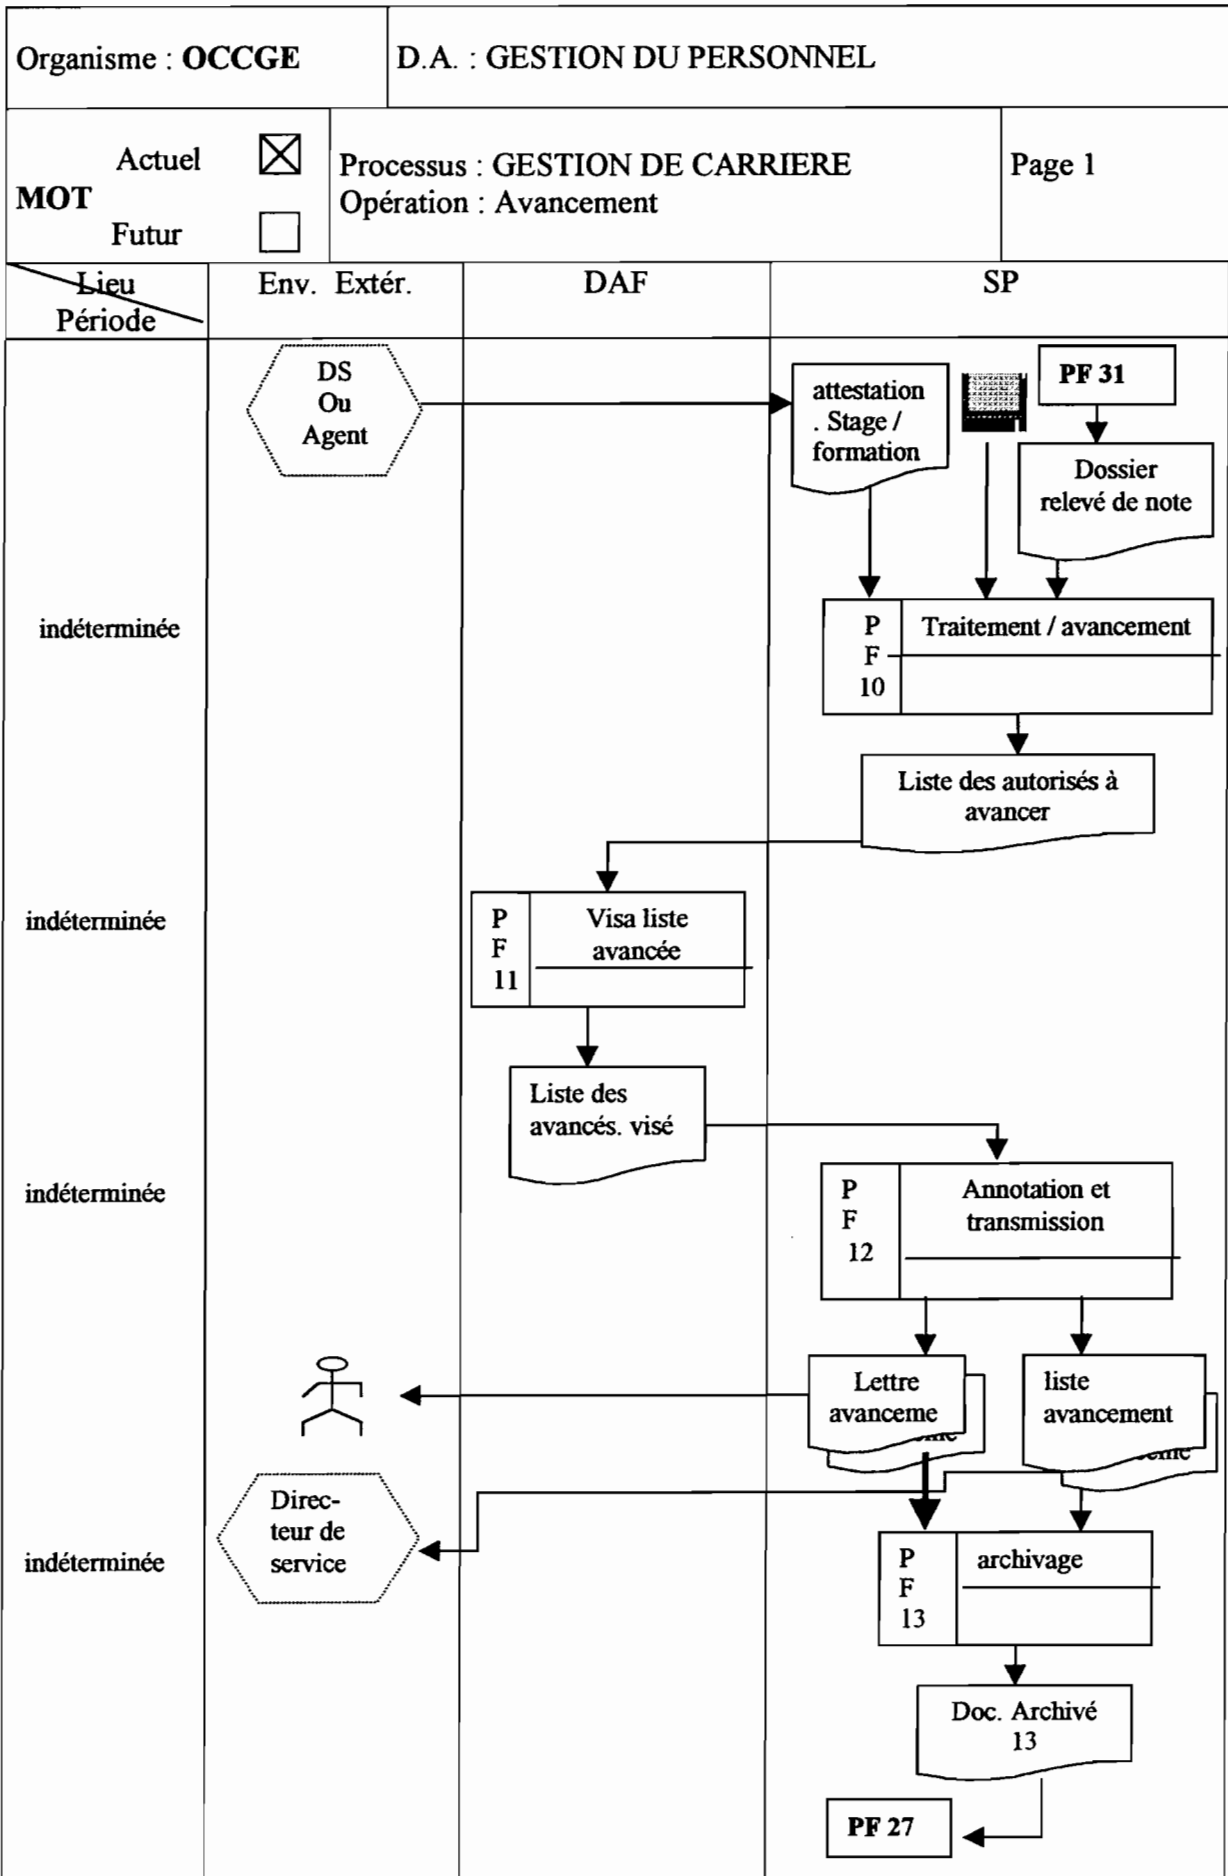 Organisme : OCCGE
D.A. : GESTION DU PERSONNEL
Actuel
MOT
Futur
Processus : GESTION DE CARRIERE
Opération : Avancement
Page 1
Lieu
Période
Env. Extér.
DAF
SP
DS
Ou
Agent
attestation
. Stage /
formation
PF 31
Dossier
relevé de note
indéterminée
P
F
10
Traitement / avancement
Liste des autorisés à
avancer
indéterminée
P
F
11
Visa liste
avancée
Liste des
avancés. visé
indéterminée
P
F
12
Annotation et
transmission
Lettre
avanceme
liste
avancement
Direc-
teur de
service
indéterminée
P
F
13
archivage
Doc. Archivé
13
PF 27